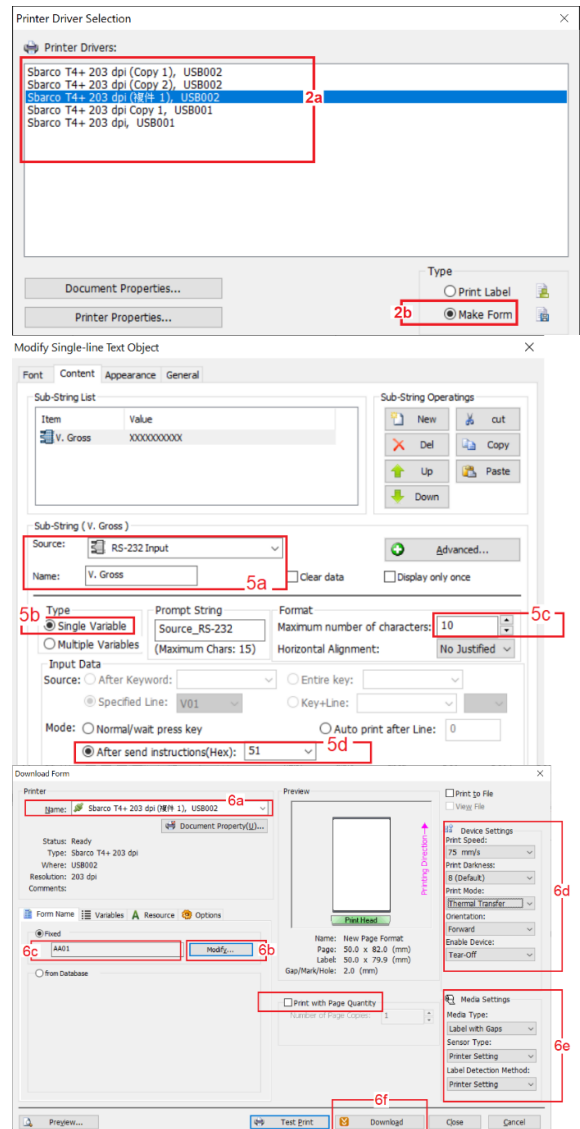 Printer Driver Selection
Printer Drivers:
Sbarco T4+ 203 dpi (Copy 1), USB002
Sbarco T4+ 203 dpi (Copy 2), USB002
Sbarco T4+ 203 dpi (複件 1), USB002
2a
Sbarco T4+ 203 dpi Copy 1, USB001
Sbarco T4+ 203 dpi, USB001
Type
Document Properties...
Print Label
Printer Properties...
2b
Make Form
Modify Single-line Text Object
Font Content Appearance General
Sub-String List
Sub-String Operatings
Item Value
New cut
V. Gross XXXXXXXXXX
Del Copy
Up Paste
Down
Sub-String ( V. Gross )
Source: RS-232 Input
Advanced...
Name: V. Gross
5a
Clear data
Display only once
5b
Type
Prompt String
Format
Single Variable
Source_RS-232
Maximum number of characters: 10
5c
Multiple Variables
(Maximum Chars: 15)
Horizontal Alignment: No Justified
Input Data
Source: After Keyword:
Entire key:
Specified Line: V01
Key+Line:
Mode: Normal/wait press key
Auto print after Line: 0
After send instructions(Hex): 51
5d
Download Form
Printer
Preview
Print to File
Name: Sbarco T4+ 203 dpi (複件 1), USB002
6a
View File
Document Property(U)...
Status: Ready
Type: Sbarco T4+ 203 dpi
Where: USB002
Resolution: 203 dpi
Comments:
Printing Direction
Print Head
Device Settings
Print Speed:
75 mm/s
Print Darkness:
8 (Default)
Print Mode:
Thermal Transfer
6d
Orientation:
Forward
Enable Device:
Tear-Off
Form Name Variables Resource Options
Fixed
6c
AA01
Modify...
6b
from Database
Name: New Page Format
Page: 50.0 x 82.0 (mm)
Label: 50.0 x 79.9 (mm)
Gap/Mark/Hole: 2.0 (mm)
Print with Page Quantity
Number of Page Copies: 1
Media Settings
Media Type:
Label with Gaps
Sensor Type:
6e
Printer Setting
Label Detection Method:
Printer Setting
6f
Preview...
Test Print
Download
Close
Cancel